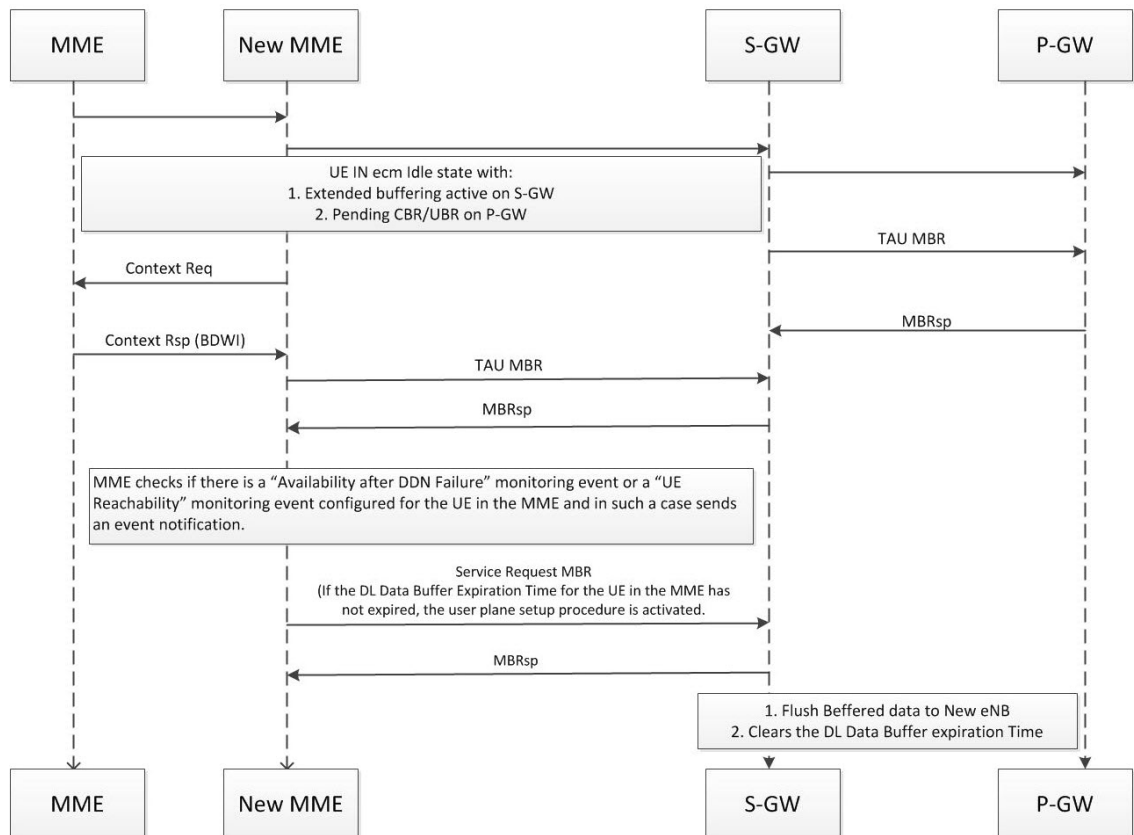 MME
New MME
S-GW
P-GW
UE IN ecm Idle state with:
1. Extended buffering active on S-GW
2. Pending CBR/UBR on P-GW
TAU MBR
Context Req
MBRsp
Context Rsp (BDWI)
TAU MBR
MBRsp
MME checks if there is a “Availability after DDN Failure” monitoring event or a “UE
Reachability” monitoring event configured for the UE in the MME and in such a case sends
an event notification.
Service Request MBR
(If the DL Data Buffer Expiration Time for the UE in the MME has
not expired, the user plane setup procedure is activated.
MBRsp
1. Flush Beffered data to New eNB
2. Clears the DL Data Buffer expiration Time
MME
New MME
S-GW
P-GW